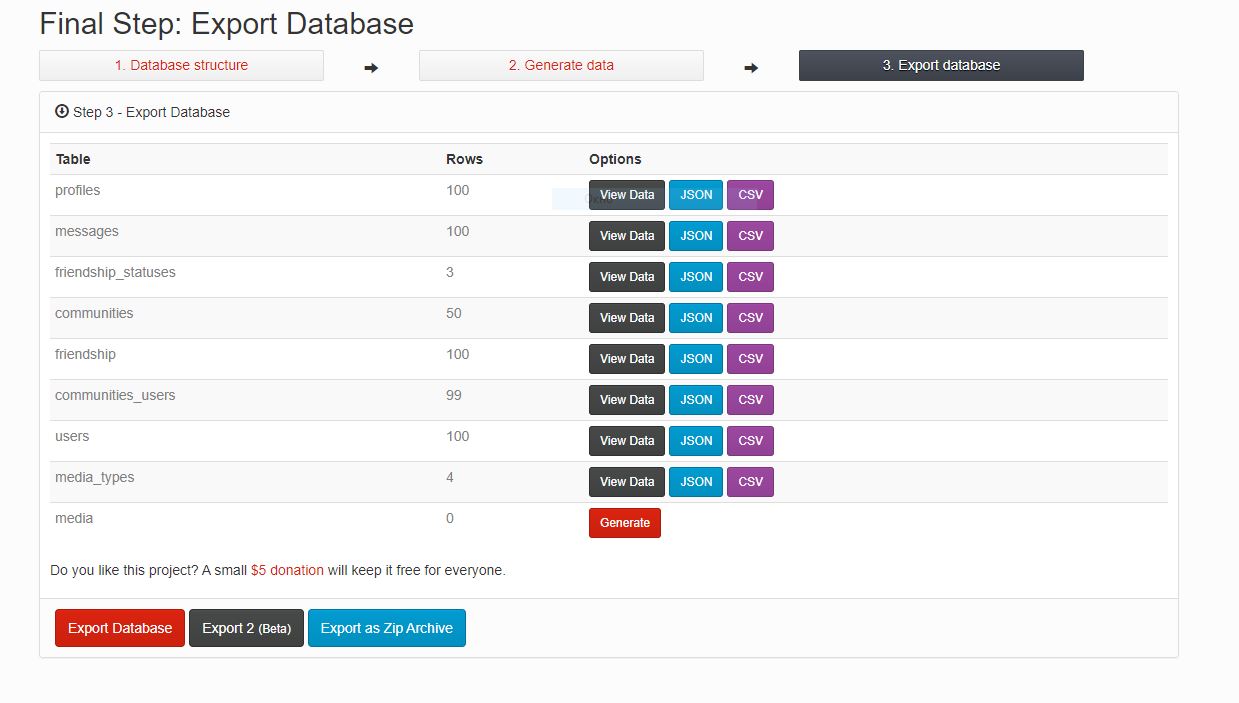 Final Step: Export Database
1. Database structure
2. Generate data
3. Export database
Step 3 - Export Database
Table Rows Options
profiles 100 View Data JSON CSV
messages 100 View Data JSON CSV
friendship_statuses 3 View Data JSON CSV
communities 50 View Data JSON CSV
friendship 100 View Data JSON CSV
communities_users 99 View Data JSON CSV
users 100 View Data JSON CSV
media_types 4 View Data JSON CSV
media 0 Generate
Do you like this project? A small $5 donation will keep it free for everyone.
Export Database Export 2 (Beta) Export as Zip Archive